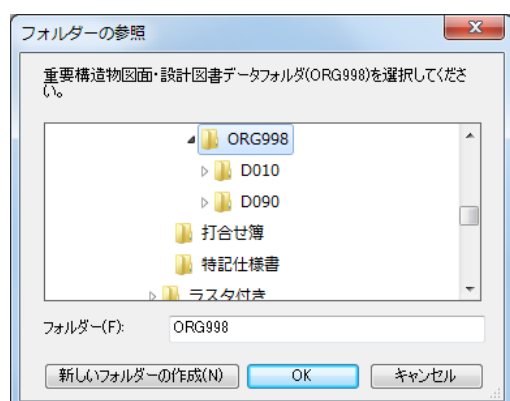 フォルダーの参照
重要構造物図面・設計図書データフォルダ(ORG998)を選択してくださ
い。
ORG998
D010
D090
打合せ簿
特記仕様書
ラスタ付き
フォルダー(F):
ORG998
新しいフォルダーの作成(N)
OK
キャンセル